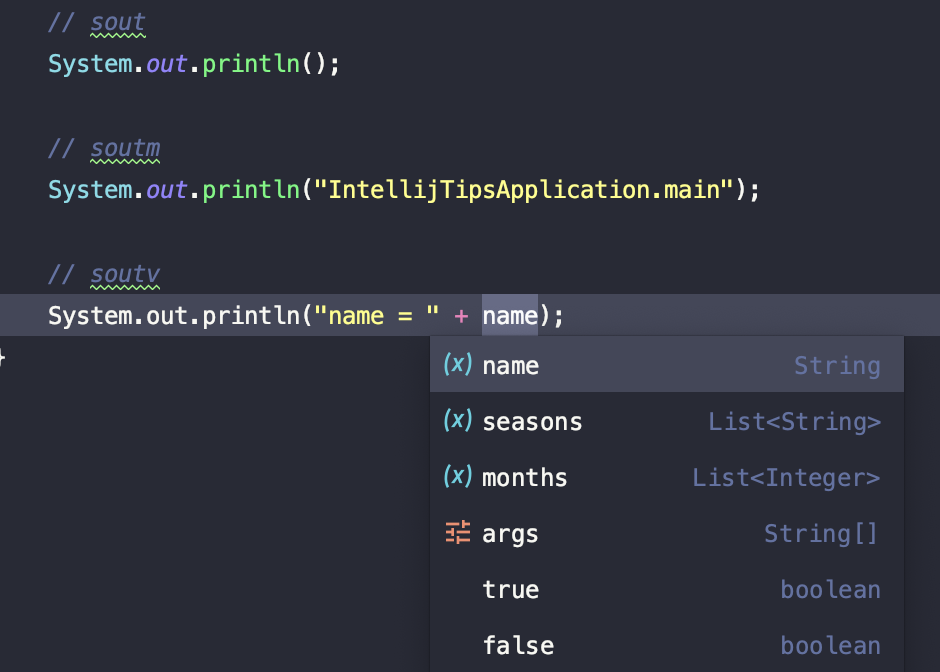 // sout
System.out.println();
// soutm
System.out.println("IntellijTipsApplication.main");
// soutv
System.out.println("name = " + name);
}
(x) name String
(x) seasons List<String>
(x) months List<Integer>
args String[]
true boolean
false boolean